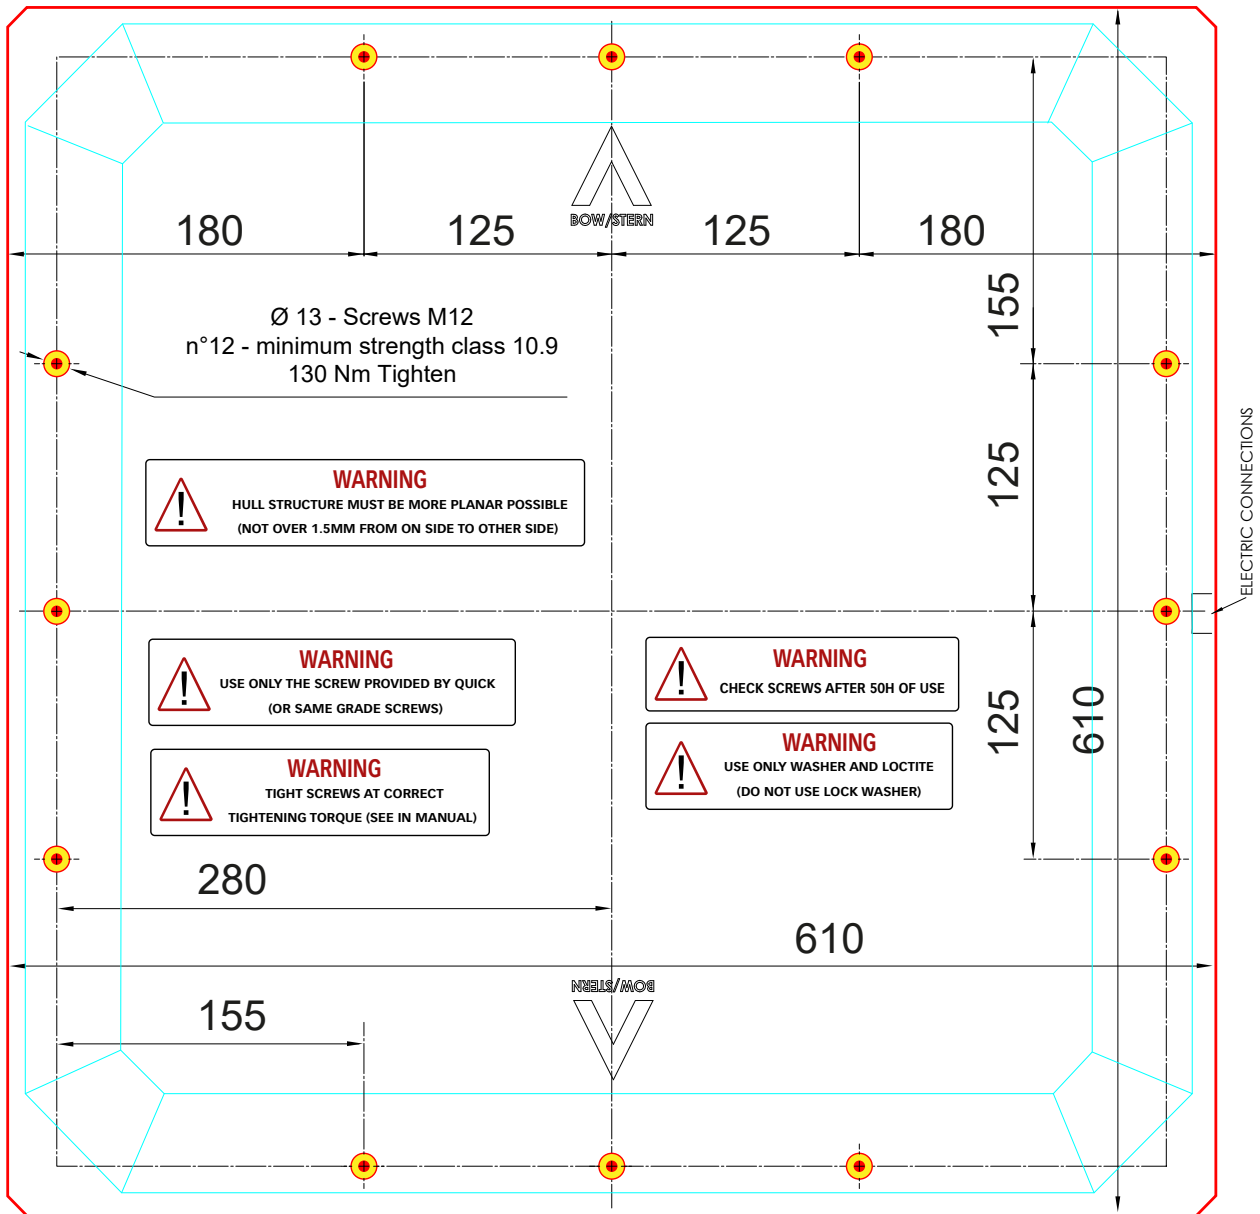 BOW/STERN
180
125
125
180
155
Ø 13 - Screws M12
n°12 - minimum strength class 10.9
130 Nm Tighten
125
ELECTRIC CONNECTIONS
WARNING
HULL STRUCTURE MUST BE MORE PLANAR POSSIBLE
(NOT OVER 1.5MM FROM ON SIDE TO OTHER SIDE)
WARNING
USE ONLY THE SCREW PROVIDED BY QUICK
(OR SAME GRADE SCREWS)
WARNING
CHECK SCREWS AFTER 50H OF USE
125
610
WARNING
TIGHT SCREWS AT CORRECT
TIGHTENING TORQUE (SEE IN MANUAL)
WARNING
USE ONLY WASHER AND LOCTITE
(DO NOT USE LOCK WASHER)
280
610
BOW/STERN
155